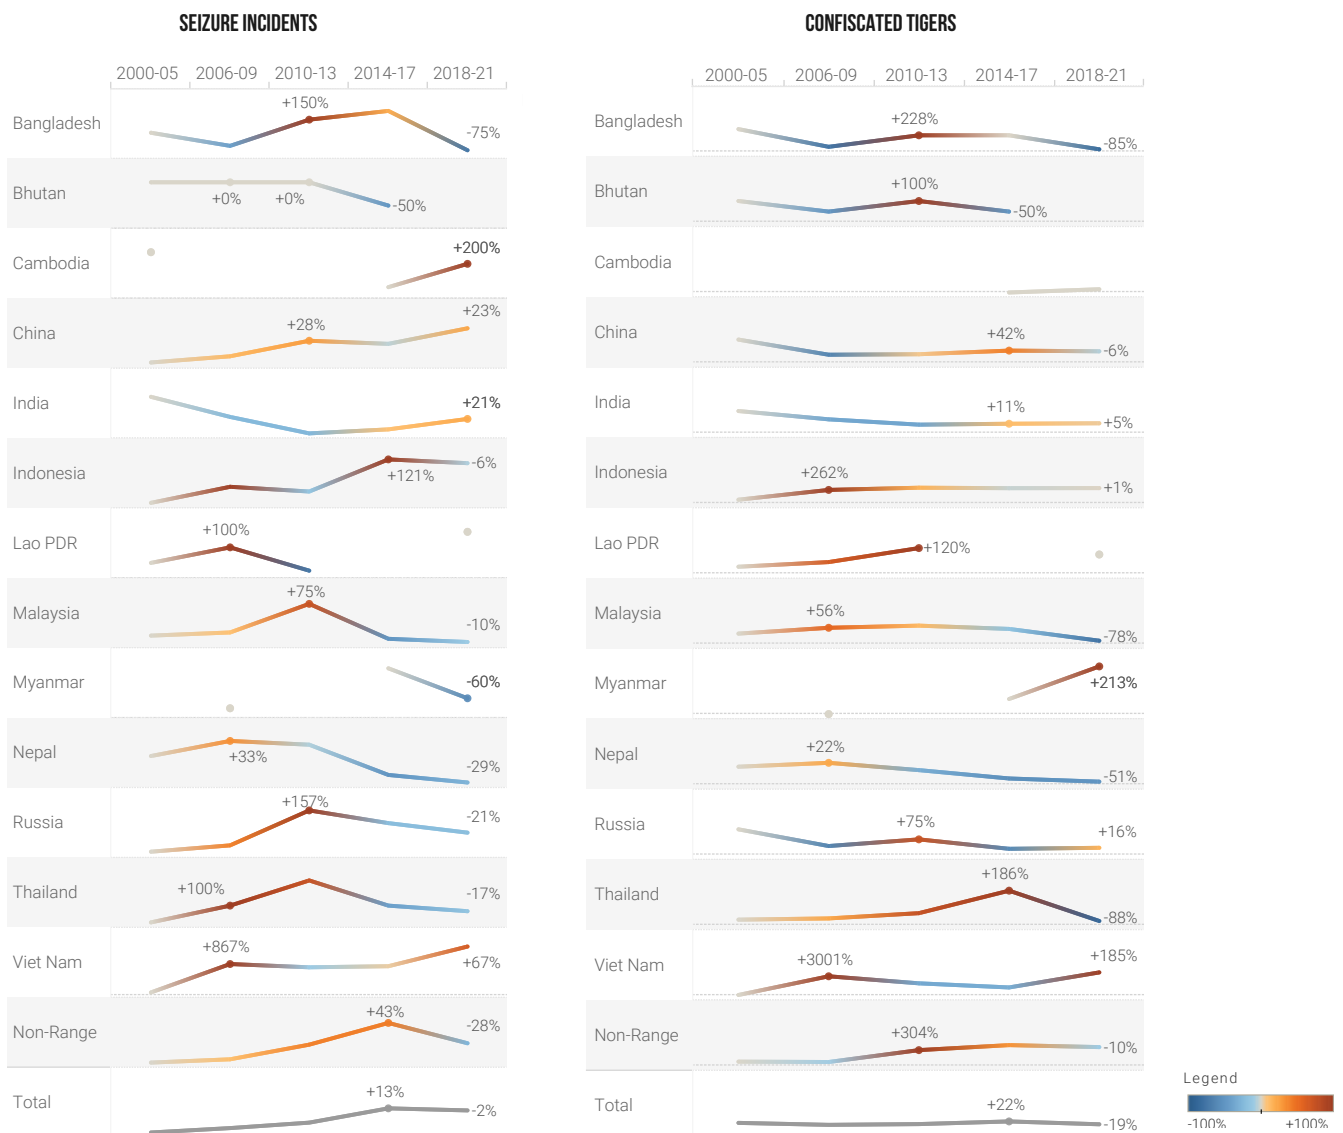 SEIZURE INCIDENTS
2000-05 2006-09 2010-13 2014-17 2018-21
Bangladesh +150% -75%
Bhutan +0% +0% -50%
Cambodia +200%
China +28% +23%
India +21%
Indonesia +121% -6%
Lao PDR +100%
Malaysia +75% -10%
Myanmar -60%
Nepal +33% -29%
Russia +157% -21%
Thailand +100% -17%
Viet Nam +867% +67%
Non-Range +43% -28%
Total +13% -2%
CONFISCATED TIGERS
2000-05 2006-09 2010-13 2014-17 2018-21
Bangladesh +228% -85%
Bhutan +100% -50%
Cambodia
China +42% -6%
India +11% +5%
Indonesia +262% +1%
Lao PDR +120%
Malaysia +56% -78%
Myanmar +213%
Nepal +22% -51%
Russia +75% +16%
Thailand +186% -88%
Viet Nam +3001% +185%
Non-Range +304% -10%
Total +22% -19%
Legend
-100% +100%